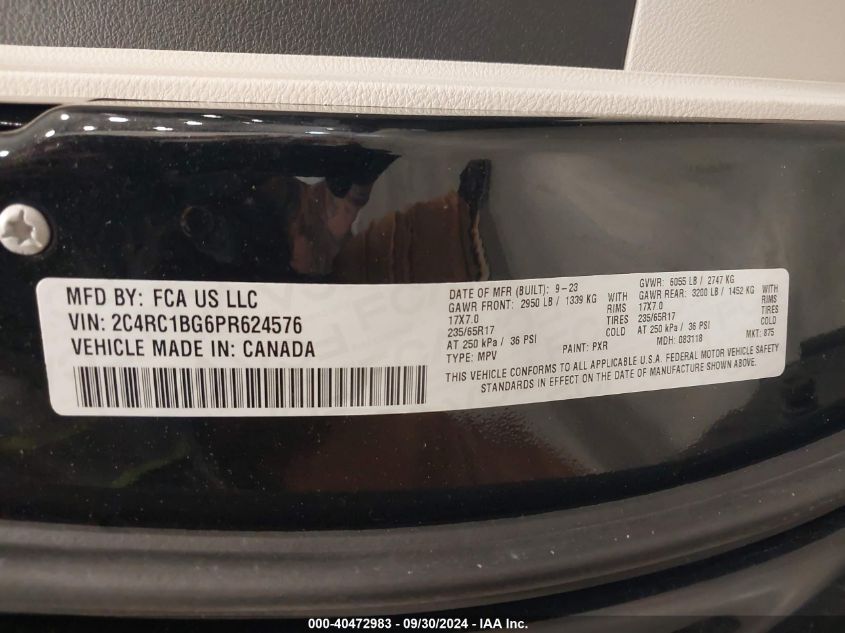 MFD BY: FCA US LLC
VIN: 2C4RC1BG6PR624576
VEHICLE MADE IN: CANADA
DATE OF MFR (BUILT): 9-23 GVWR: 6055 LB / 2747 KG
GAWR FRONT: 2950 LB / 1339 KG WITH GAWR REAR: 3200 LB / 1452 KG WITH
17X7.0 RIMS 17X7.0 RIMS
235/65R17 TIRES 235/65R17 TIRES
AT 250 kPa / 36 PSI COLD AT 250 kPa / 36 PSI COLD
TYPE: MPV PAINT: PXR MDH: 083118 MKT: 875
THIS VEHICLE CONFORMS TO ALL APPLICABLE U.S.A. FEDERAL MOTOR VEHICLE SAFETY
STANDARDS IN EFFECT ON THE DATE OF MANUFACTURE SHOWN ABOVE.
000-40472983 - 09/30/2024 - IAA Inc.